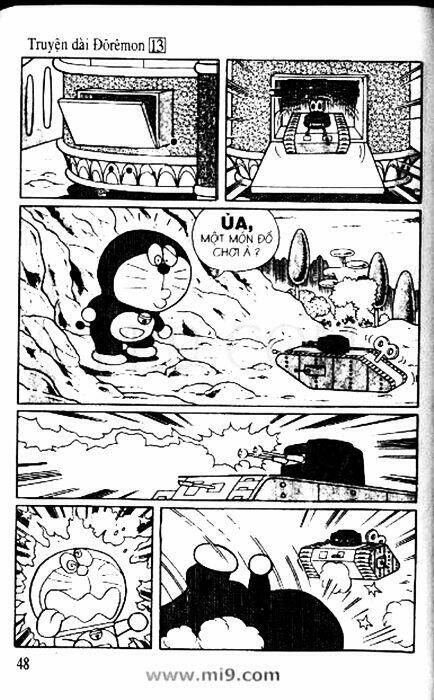 Truyện dài Đôrêmon 13
ỦA,
MỘT MÓN ĐỒ
CHƠI À?
48
www.mi9.com